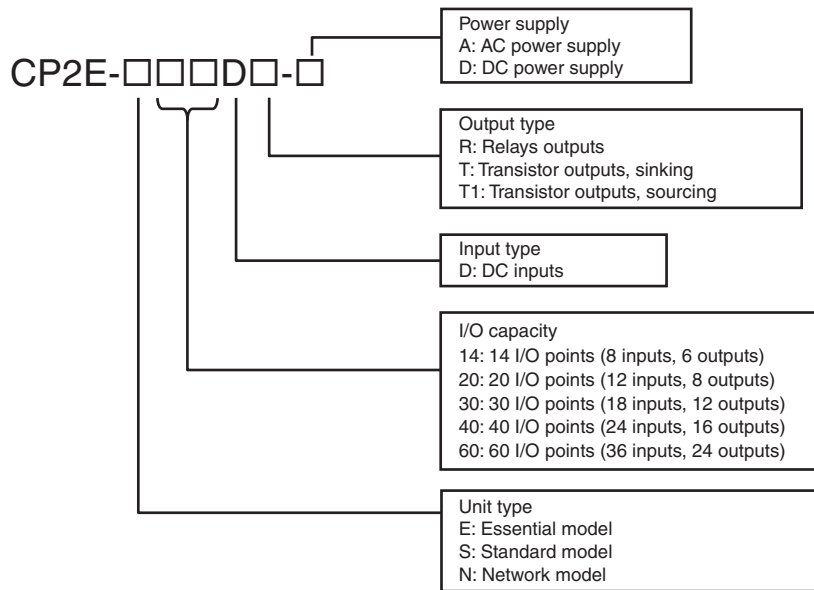 CP2E-□□□D□-□
Power supply
A: AC power supply
D: DC power supply
Output type
R: Relays outputs
T: Transistor outputs, sinking
T1: Transistor outputs, sourcing
Input type
D: DC inputs
I/O capacity
14: 14 I/O points (8 inputs, 6 outputs)
20: 20 I/O points (12 inputs, 8 outputs)
30: 30 I/O points (18 inputs, 12 outputs)
40: 40 I/O points (24 inputs, 16 outputs)
60: 60 I/O points (36 inputs, 24 outputs)
Unit type
E: Essential model
S: Standard model
N: Network model